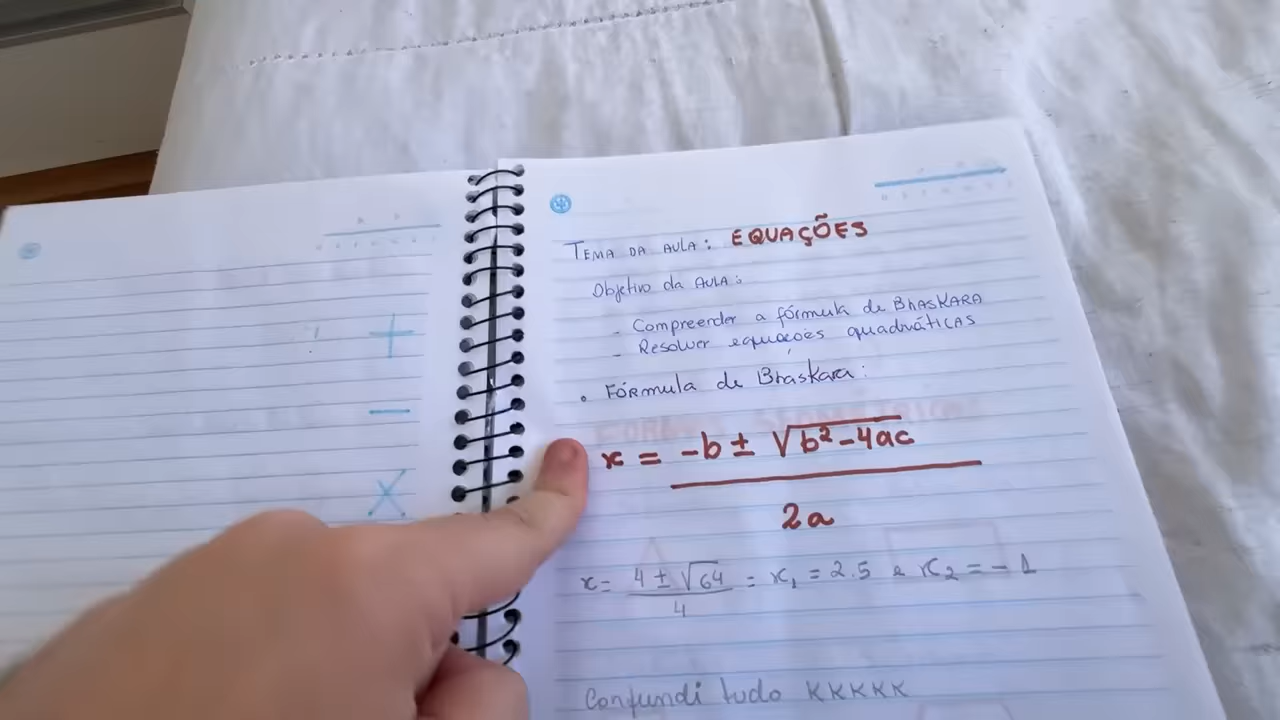 TEMA DA AULA: EQUAÇÕES
Objetivo da AULA:
- Compreender a fórmula de BhasKARA
- Resolver equações quadráticas
• FÓRmula de Bhaskara:
x = -b ± √b²-4ac
2a
x = 4 ± √64 = x₁ = 2.5 e x₂ = -1
4
Confundi tudo KKKKK
+
-
X